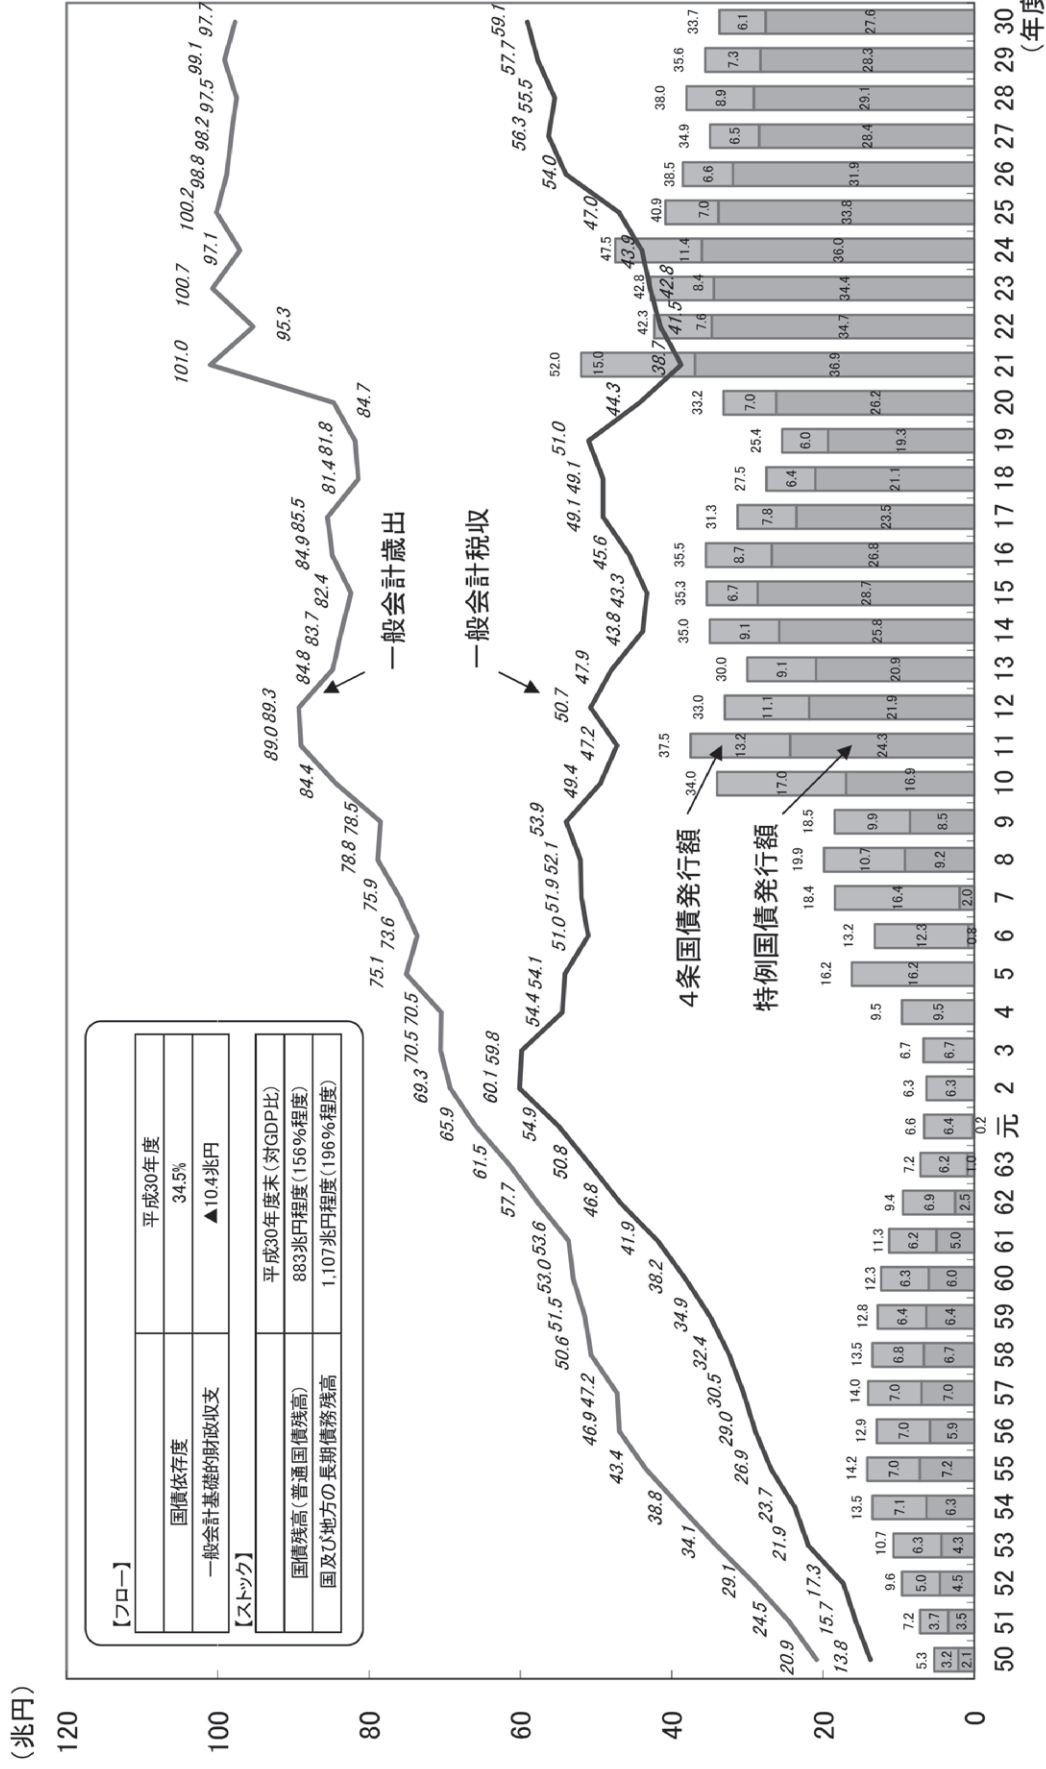 (兆円)
120
100
80
60
40
20
0
【フロー】
平成30年度
国債依存度 34.5%
一般会計基礎的財政収支 ▲10.4兆円
【ストック】
平成30年度末(対GDP比)
国債残高(普通国債残高) 883兆円程度(156%程度)
国及び地方の長期債務残高 1,107兆円程度(196%程度)
20.9 24.5 29.1 34.1 38.8 43.4 46.9 47.2 50.6 51.5 53.0 53.6 57.7 61.5 65.9 69.3 70.5 70.5 75.1 73.6 75.9 78.8 78.5 84.4 89.0 89.3 84.8 83.7 82.4 84.9 85.5 81.4 81.8 84.7 101.0 95.3 100.7 97.1 100.2 98.8 98.2 97.5 99.1 97.7
一般会計歳出
一般会計税収
13.8 15.7 17.3 21.9 23.7 26.9 29.0 30.5 32.4 34.9 38.2 41.9 46.8 50.8 54.9 60.1 59.8 54.4 54.1 51.0 51.9 52.1 53.9 49.4 47.2 50.7 47.9 43.8 43.3 45.6 49.1 49.1 51.0 44.3 38.7 41.5 42.8 43.9 47.0 54.0 56.3 55.5 57.7 59.1
4条国債発行額
特例国債発行額
5.3 7.2 9.6 10.7 13.5 14.2 12.9 14.0 13.5 12.8 12.3 11.3 9.4 7.2 6.6 6.3 6.7 9.5 16.2 13.2 18.4 19.9 18.5 34.0 37.5 33.0 30.0 35.0 35.3 35.5 31.3 27.5 25.4 33.2 52.0 42.3 42.8 47.5 40.9 38.5 34.9 38.0 35.6 33.7
3.2 3.7 5.0 6.3 7.1 7.0 7.0 7.0 6.8 6.4 6.3 6.2 6.9 6.2 6.4 6.3 6.7 9.5 16.2 12.3 16.4 10.7 9.9 17.0 13.2 11.1 9.1 9.1 6.7 8.7 7.8 6.4 6.0 7.0 15.0 7.6 8.4 11.4 7.0 6.6 6.5 8.9 7.3 6.1
2.1 3.5 4.5 4.3 6.3 7.2 5.9 7.0 6.7 6.4 6.0 5.0 2.5 1.0 0.2 0.8 2.0 9.2 8.5 16.9 24.3 21.9 20.9 25.8 28.7 26.8 23.5 21.1 19.3 26.2 36.9 34.7 34.4 36.0 33.8 31.9 28.4 29.1 28.3 27.6
50 51 52 53 54 55 56 57 58 59 60 61 62 63 元 2 3 4 5 6 7 8 9 10 11 12 13 14 15 16 17 18 19 20 21 22 23 24 25 26 27 28 29 30
(年度